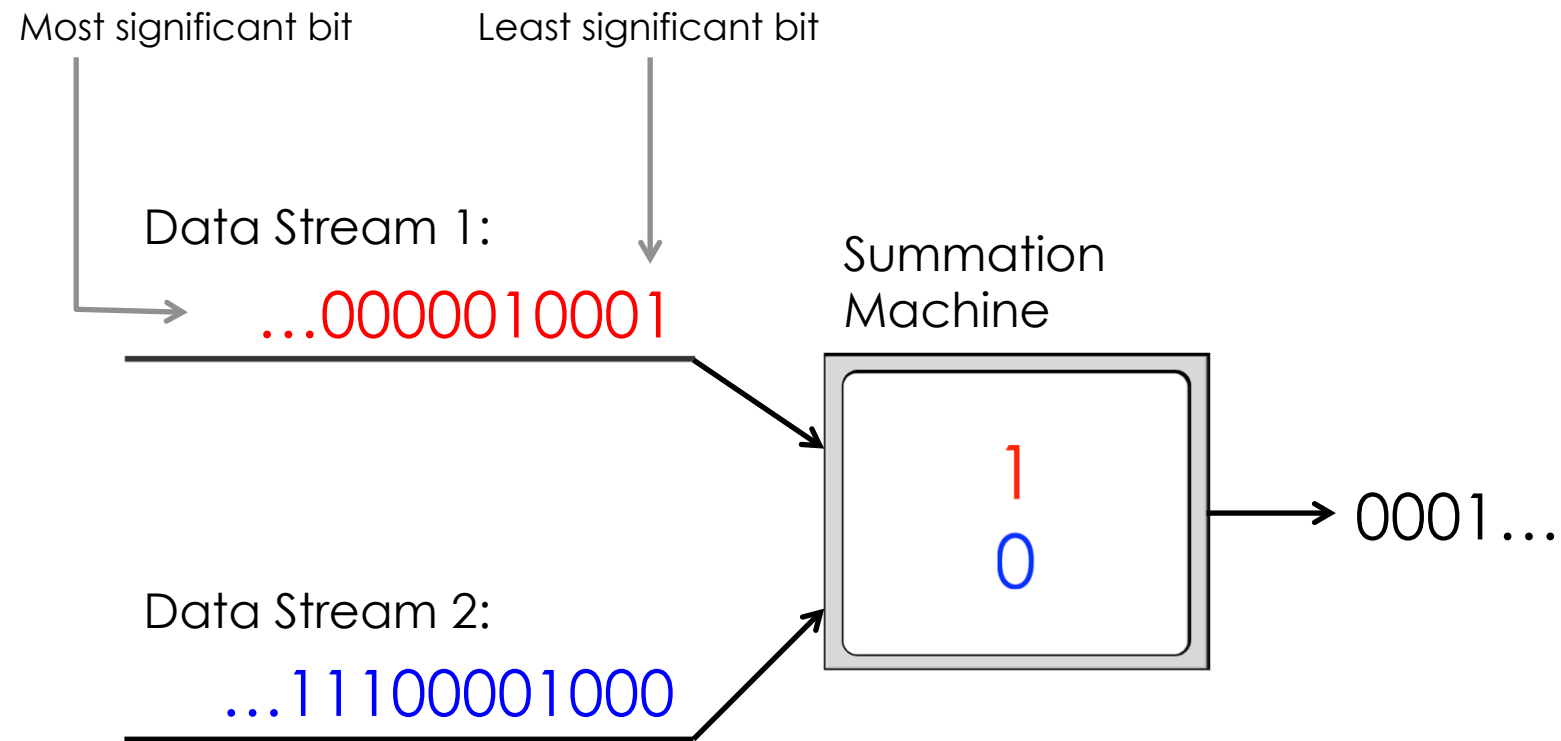 Most significant bit
Least significant bit
Data Stream 1:
…0000010001
Summation
Machine
1
0
0001…
Data Stream 2:
…11100001000